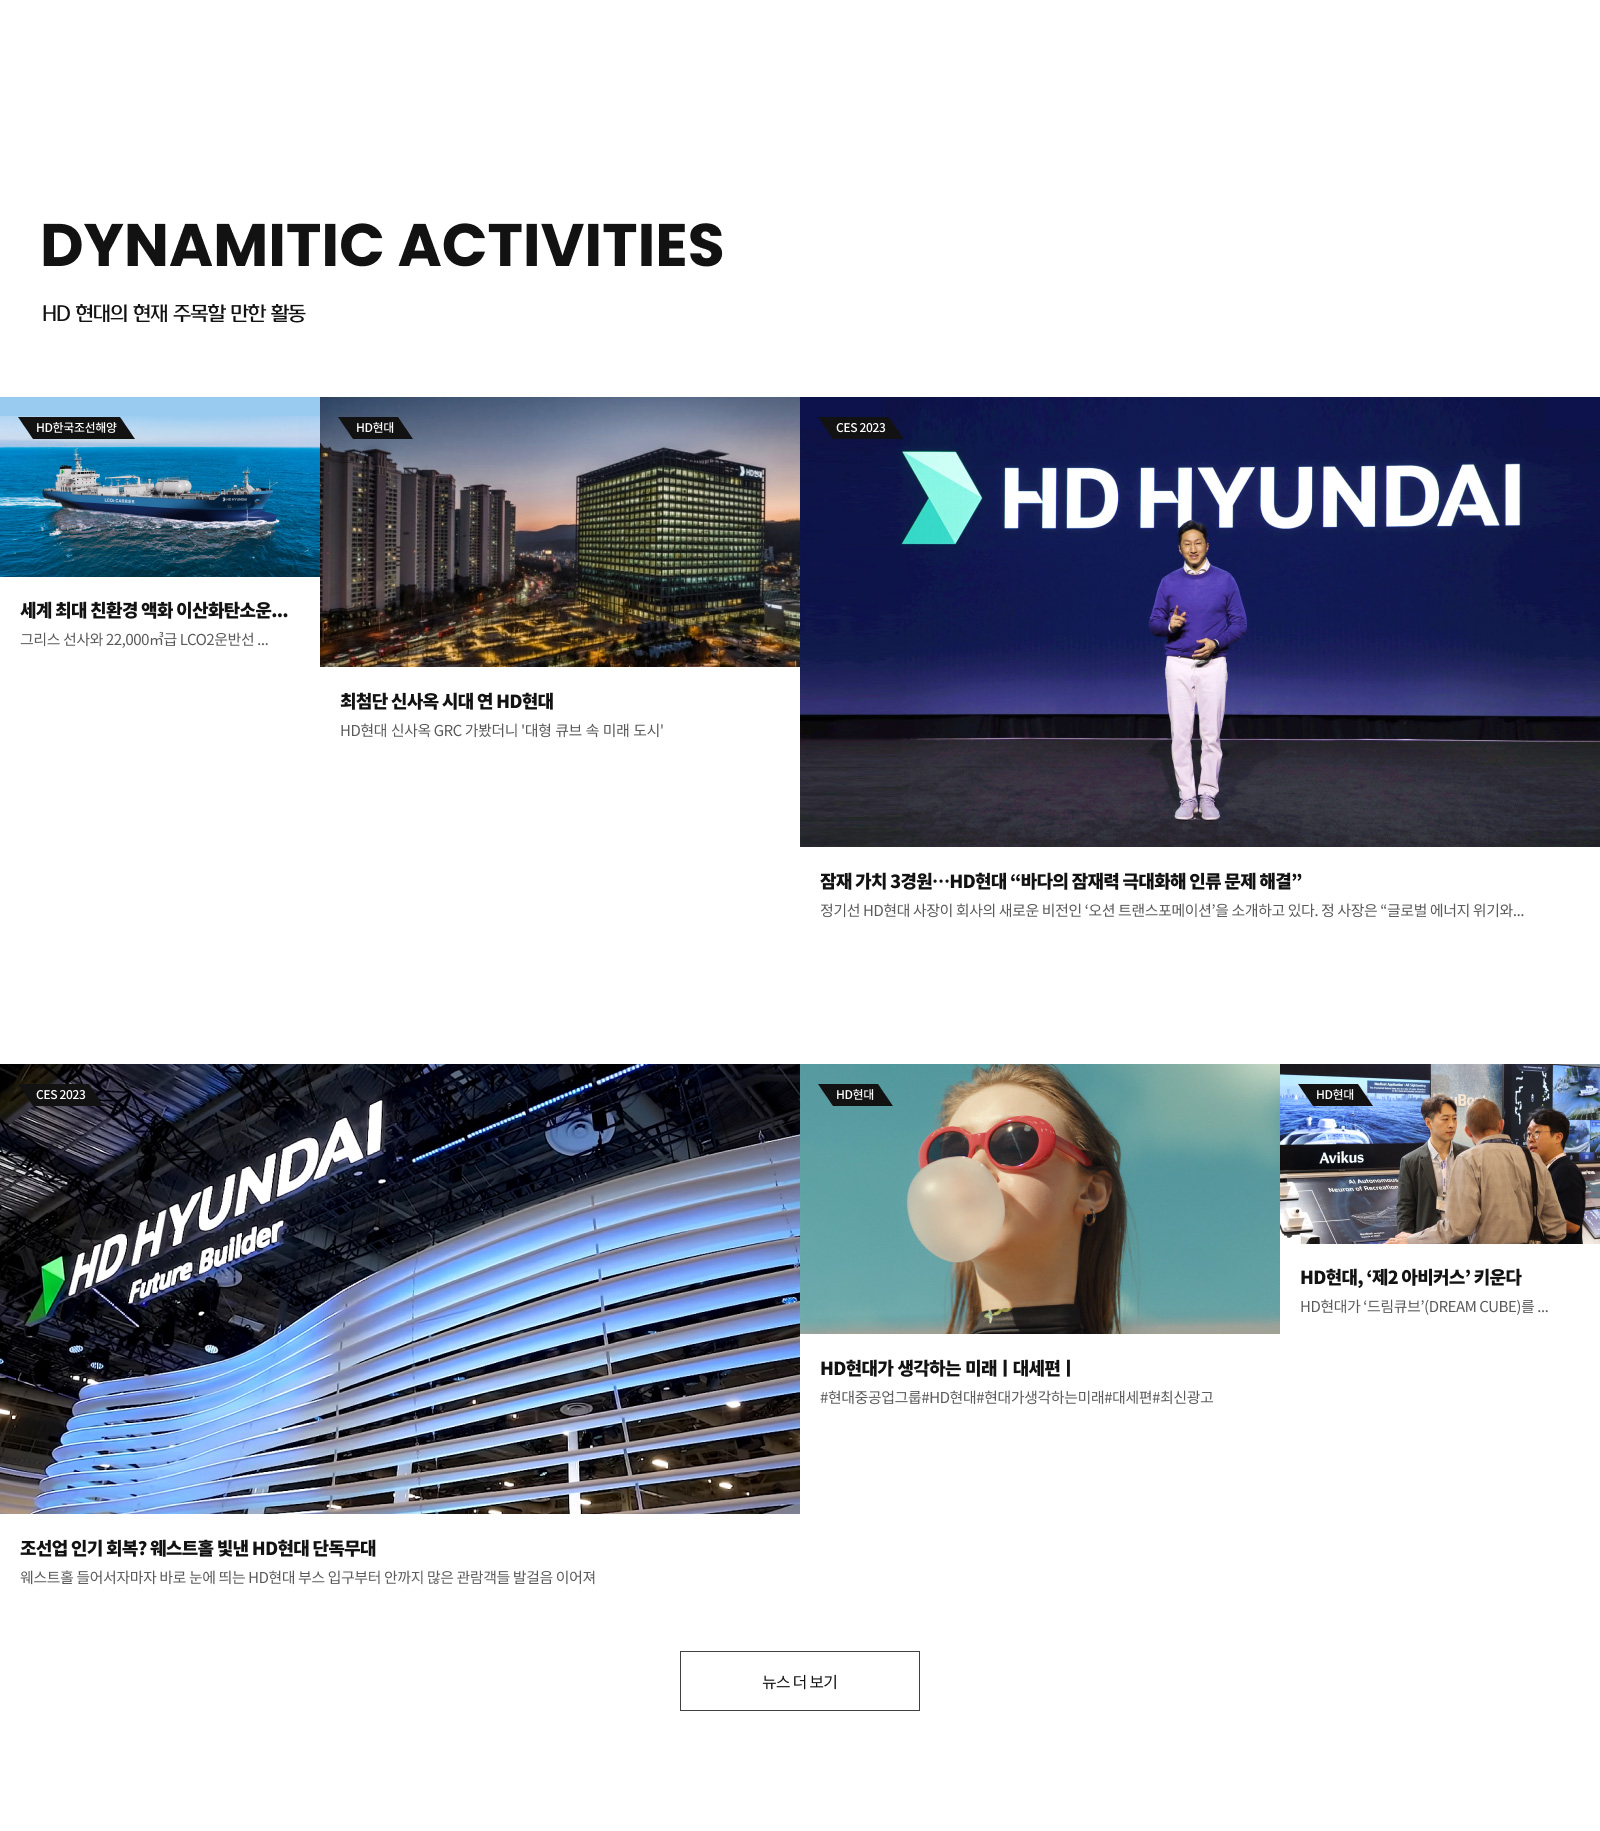 DYNAMITIC ACTIVITIES
HD 현대의 현재 주목할 만한 활동
HD한국조선해양
LCO₂ CARRIER
HD HYUNDAI
세계 최대 친환경 액화 이산화탄소운...
그리스 선사와 22,000㎥급 LCO2운반선 ...
HD현대
HD현대
최첨단 신사옥 시대 연 HD현대
HD현대 신사옥 GRC 가봤더니 '대형 큐브 속 미래 도시'
CES 2023
HD HYUNDAI
잠재 가치 3경원…HD현대 “바다의 잠재력 극대화해 인류 문제 해결”
정기선 HD현대 사장이 회사의 새로운 비전인 ‘오션 트랜스포메이션’을 소개하고 있다. 정 사장은 “글로벌 에너지 위기와...
CES 2023
HD HYUNDAI
Future Builder
조선업 인기 회복? 웨스트홀 빛낸 HD현대 단독무대
웨스트홀 들어서자마자 바로 눈에 띄는 HD현대 부스 입구부터 안까지 많은 관람객들 발걸음 이어져
HD현대
HD현대가 생각하는 미래ㅣ대세편ㅣ
#현대중공업그룹#HD현대#현대가생각하는미래#대세편#최신광고
HD현대
Avikus
AI Autonomous
Neuron of Recreation
HD현대, ‘제2 아비커스’ 키운다
HD현대가 ‘드림큐브’(DREAM CUBE)를 ...
뉴스 더 보기